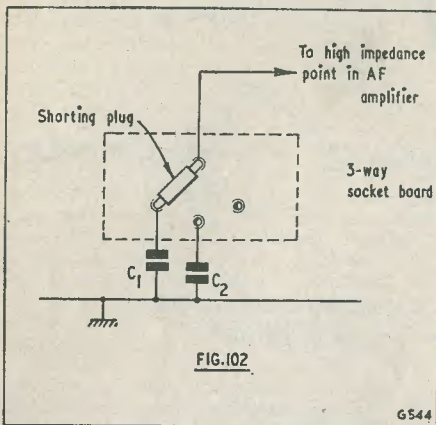 To high impedance
point in AF
amplifier
Shorting plug
3-way
socket board
C1
C2
FIG.102
G544